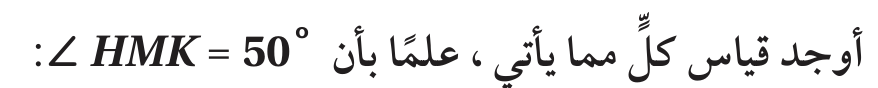 أوجد قياس كلٍّ مما يأتي ، علمًا بأن ∠ HMK = 50° :